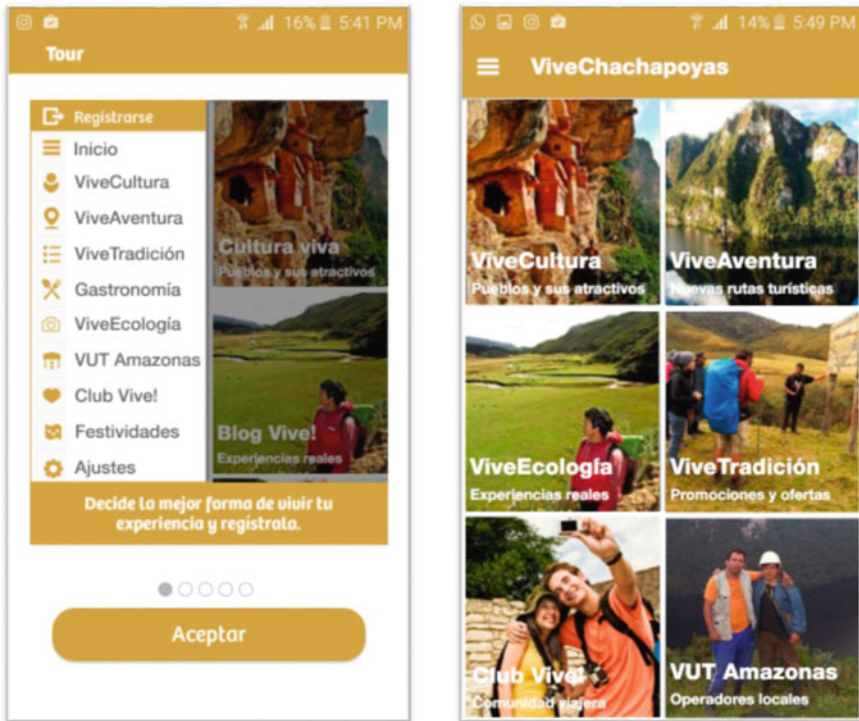 16% 5:41 PM
Tour
Registrarse
Inicio
ViveCultura
ViveAventura
ViveTradición
Gastronomía
ViveEcología
VUT Amazonas
Club Vive!
Festividades
Ajustes
Cultura viva
Pueblos y sus atractivos
Blog Vive!
Experiencias reales
Decide la mejor forma de vivir tu
experiencia y regístrala.
Aceptar
14% 5:49 PM
ViveChachapoyas
ViveCultura
Pueblos y sus atractivos
ViveAventura
Nuevas rutas turísticas
ViveEcología
Experiencias reales
ViveTradición
Promociones y ofertas
Club Vive!
Comunidad viajera
VUT Amazonas
Operadores locales